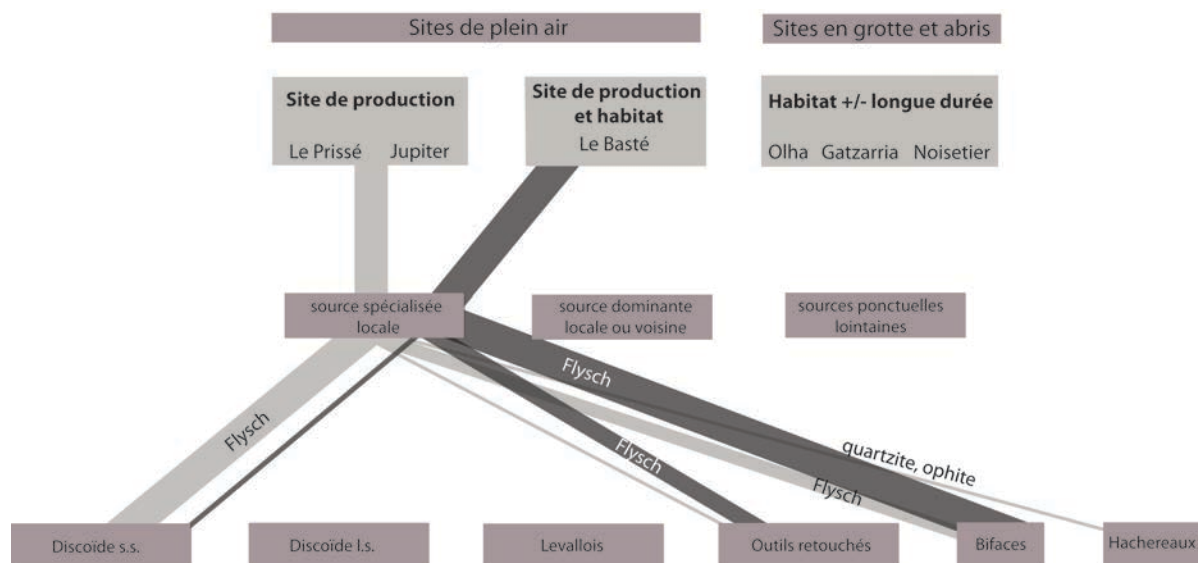 Sites de plein air
Sites en grotte et abris
Site de production
Le Prissé Jupiter
Site de production
et habitat
Le Basté
Habitat +/- longue durée
Olha Gatzarria Noisetier
source spécialisée
locale
source dominante
locale ou voisine
sources ponctuelles
lointaines
Flysch
Flysch
Flysch
quartzite, ophite
Flysch
Discoïde s.s.
Discoïde l.s.
Levallois
Outils retouchés
Bifaces
Hachereaux